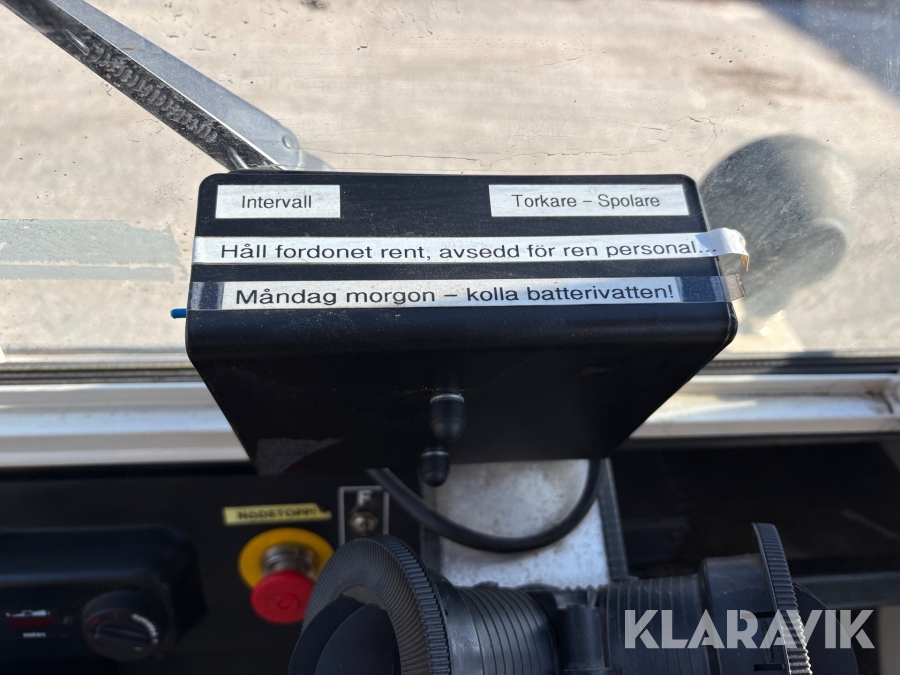 Intervall
Torkare – Spolare
Håll fordonet rent, avsedd för ren personal...
Måndag morgon – kolla batterivatten!
NÖDSTOPP!
F
KLARAVIK